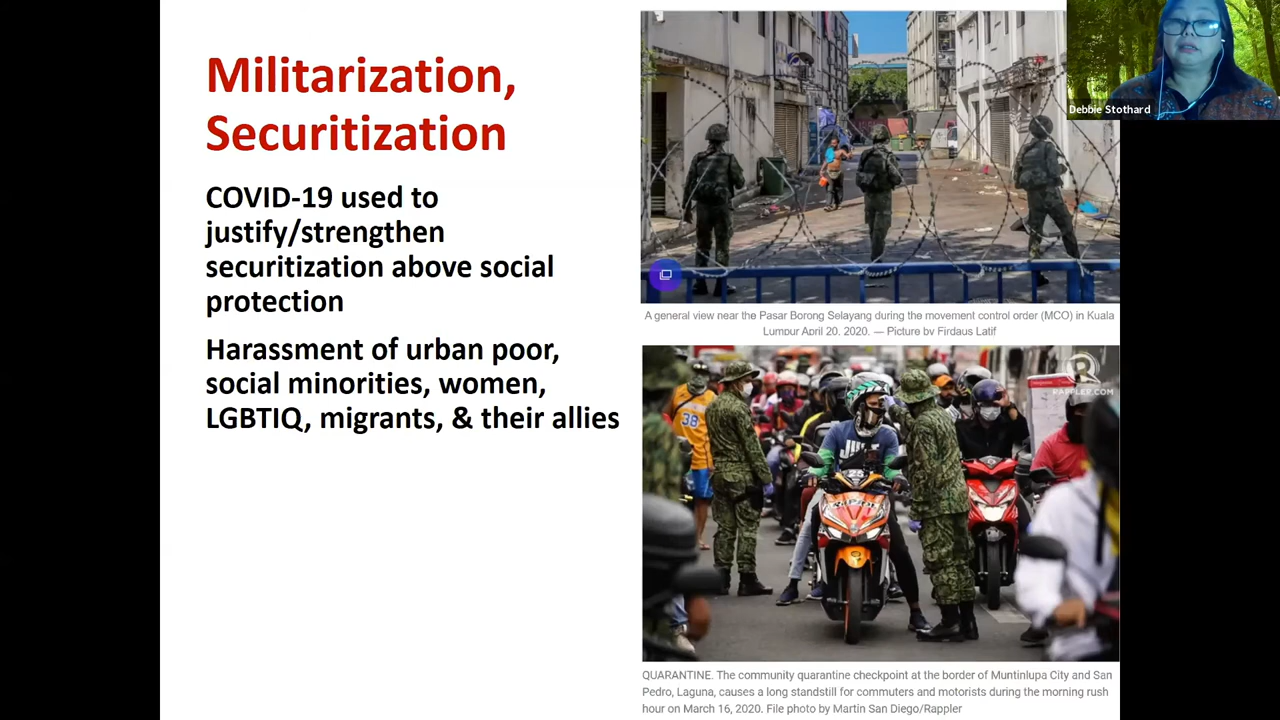 Militarization,
Securitization
COVID-19 used to
justify/strengthen
securitization above social
protection
Harassment of urban poor,
social minorities, women,
LGBTIQ, migrants, & their allies
Debbie Stothard
A general view near the Pasar Borong Selayang during the movement control order (MCO) in Kuala
Lumpur April 20, 2020. — Picture by Firdaus Latif
R
RAPPLER.COM
38
JUST
QUARANTINE. The community quarantine checkpoint at the border of Muntinlupa City and San
Pedro, Laguna, causes a long standstill for commuters and motorists during the morning rush
hour on March 16, 2020. File photo by Martin San Diego/Rappler